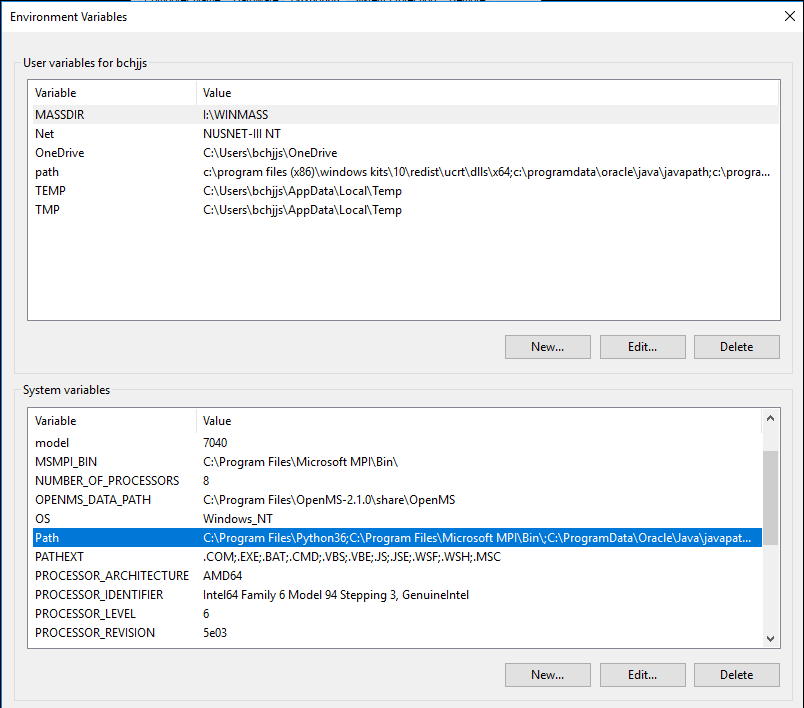 Environment Variables
User variables for bchjjs
Variable Value
MASSDIR I:\WINMASS
Net NUSNET-III NT
OneDrive C:\Users\bchjjs\OneDrive
path c:\program files (x86)\windows kits\10\redist\ucrt\dlls\x64;c:\programdata\oracle\java\javapath;c:\progra...
TEMP C:\Users\bchjjs\AppData\Local\Temp
TMP C:\Users\bchjjs\AppData\Local\Temp
New... Edit... Delete
System variables
Variable Value
model 7040
MSMPI_BIN C:\Program Files\Microsoft MPI\Bin\
NUMBER_OF_PROCESSORS 8
OPENMS_DATA_PATH C:\Program Files\OpenMS-2.1.0\share\OpenMS
OS Windows_NT
Path C:\Program Files\Python36;C:\Program Files\Microsoft MPI\Bin\;C:\ProgramData\Oracle\Java\javapat...
PATHEXT .COM;.EXE;.BAT;.CMD;.VBS;.VBE;.JS;.JSE;.WSF;.WSH;.MSC
PROCESSOR_ARCHITECTURE AMD64
PROCESSOR_IDENTIFIER Intel64 Family 6 Model 94 Stepping 3, GenuineIntel
PROCESSOR_LEVEL 6
PROCESSOR_REVISION 5e03
New... Edit... Delete